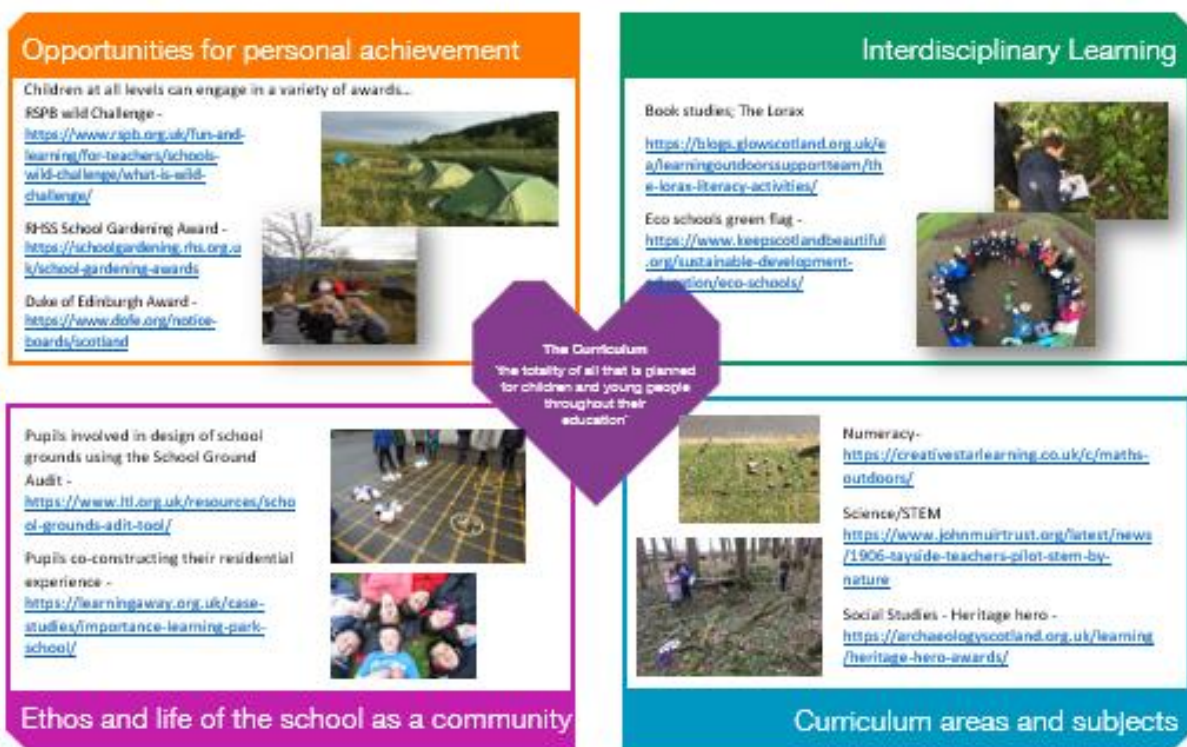 Opportunities for personal achievement
Children at all levels can engage in a variety of awards...
RSPB wild Challenge -
https://www.rspb.org.uk/fun-and-
learning/for-teachers/schools-
wild-challenge/what-is-wild-
challenge/
RHSS School Gardening Award -
https://schoolgardening.rhs.org.u
k/school-gardening-awards
Duke of Edinburgh Award -
https://www.dofe.org/notice-
boards/scotland
Interdisciplinary Learning
Book studies; The Lorax
https://blogs.glowscotland.org.uk/e
a/learningoutdoorssupportteam/th
e-lorax-literacy-activities/
Eco schools green flag -
https://www.keepscotlandbeautiful
.org/sustainable-development-
education/eco-schools/
The Curriculum
'the totality of all that is planned
for children and young people
throughout their
education'
Pupils involved in design of school
grounds using the School Ground
Audit -
https://www.ltl.org.uk/resources/scho
ol-grounds-adit-tool/
Pupils co-constructing their residential
experience -
https://learningaway.org.uk/case-
studies/importance-learning-park-
school/
Ethos and life of the school as a community
Numeracy-
https://creativestarlearning.co.uk/c/maths-
outdoors/
Science/STEM
https://www.johnmuirtrust.org/latest/news
/1906-tayside-teachers-pilot-stem-by-
nature
Social Studies - Heritage hero -
https://archaeologyscotland.org.uk/learning
/heritage-hero-awards/
Curriculum areas and subjects